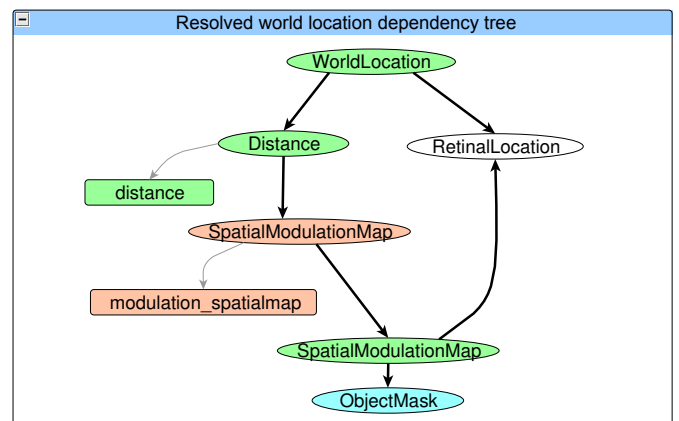 Resolved world location dependency tree
WorldLocation
Distance
RetinalLocation
distance
SpatialModulationMap
modulation_spatialmap
SpatialModulationMap
ObjectMask